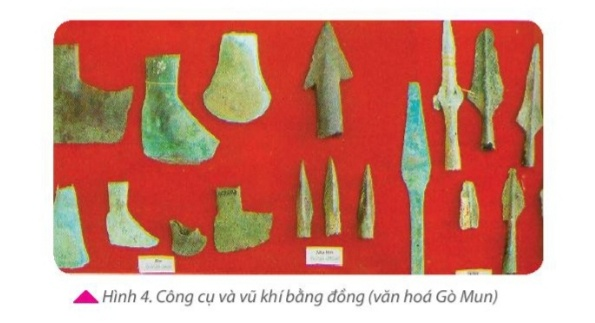 Hình 4. Công cụ và vũ khí bằng đồng (văn hoá Gò Mun)